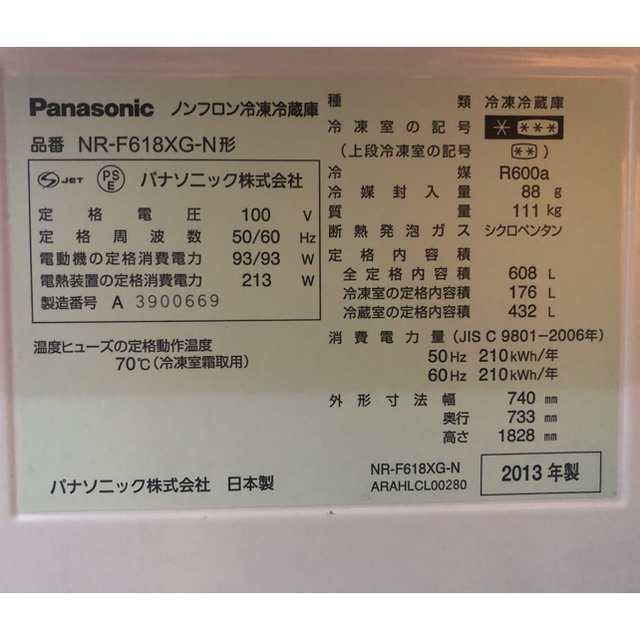 Panasonic ノンフロン冷凍冷蔵庫
品番 NR-F618XG-N形
S JET PS E パナソニック株式会社
定格電圧 100 V
定格周波数 50/60 Hz
電動機の定格消費電力 93/93 W
電熱装置の定格消費電力 213 W
製造番号 A 3900669
温度ヒューズの定格動作温度
70℃(冷凍室霜取用)
パナソニック株式会社 日本製
種類 冷凍冷蔵庫
冷凍室の記号 * ***
(上段冷凍室の記号 **)
冷媒 R600a
冷媒封入量 88 g
質量 111 kg
断熱発泡ガス シクロペンタン
定格内容積
全定格内容積 608 L
冷凍室の定格内容積 176 L
冷蔵室の定格内容積 432 L
消費電力量 (JIS C 9801-2006年)
50 Hz 210 kWh/年
60 Hz 210 kWh/年
外形寸法 幅 740 mm
奥行 733 mm
高さ 1828 mm
NR-F618XG-N
ARAHLCL00280
2013 年製